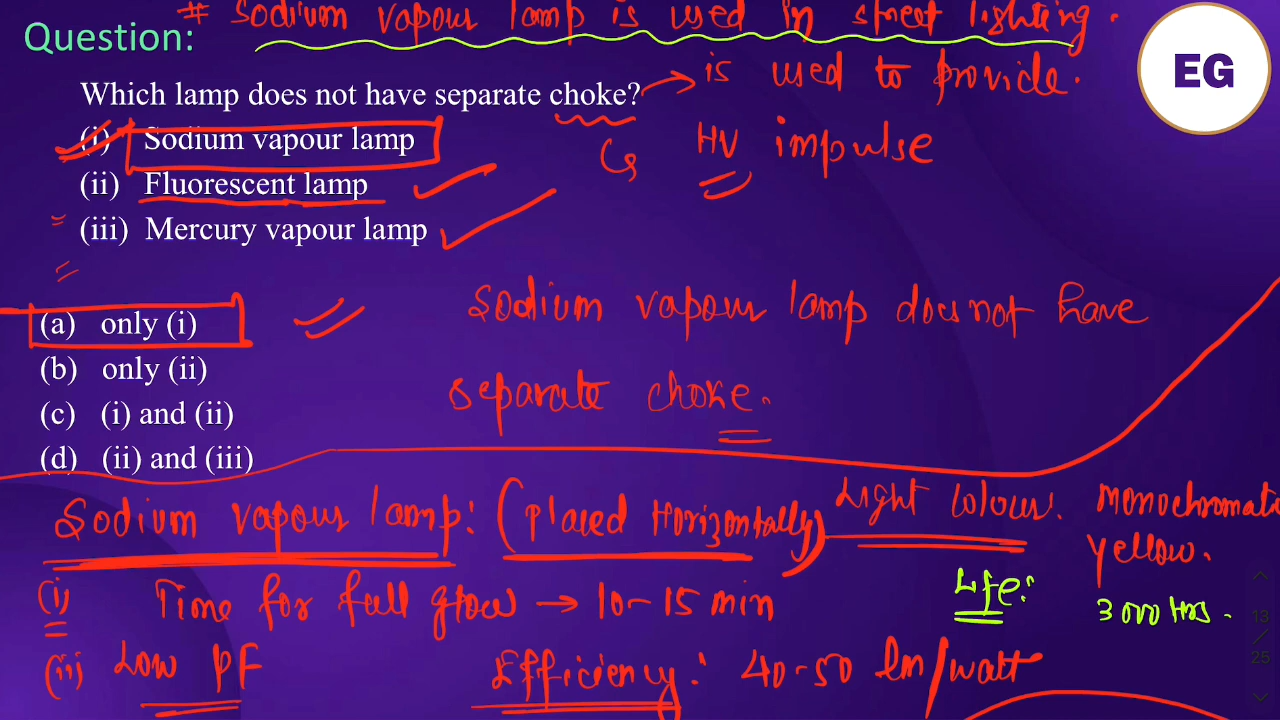 # Sodium vapour lamp is used in street lighting.
Question:
EG
Which lamp does not have separate choke?
is used to provide.
HV impulse
(i) Sodium vapour lamp
(ii) Fluorescent lamp
(iii) Mercury vapour lamp
(a) only (i)
(b) only (ii)
(c) (i) and (ii)
(d) (ii) and (iii)
Sodium vapour lamp does not have
separate choke.
Sodium vapour lamp: (Placed Horizontally)
Light colour: monochromatic
yellow.
(i) Time for full glow → 10-15 min
Life:
3000 Hrs.
(ii) Low PF
Efficiency: 40-50 lm/watt
13
/
25